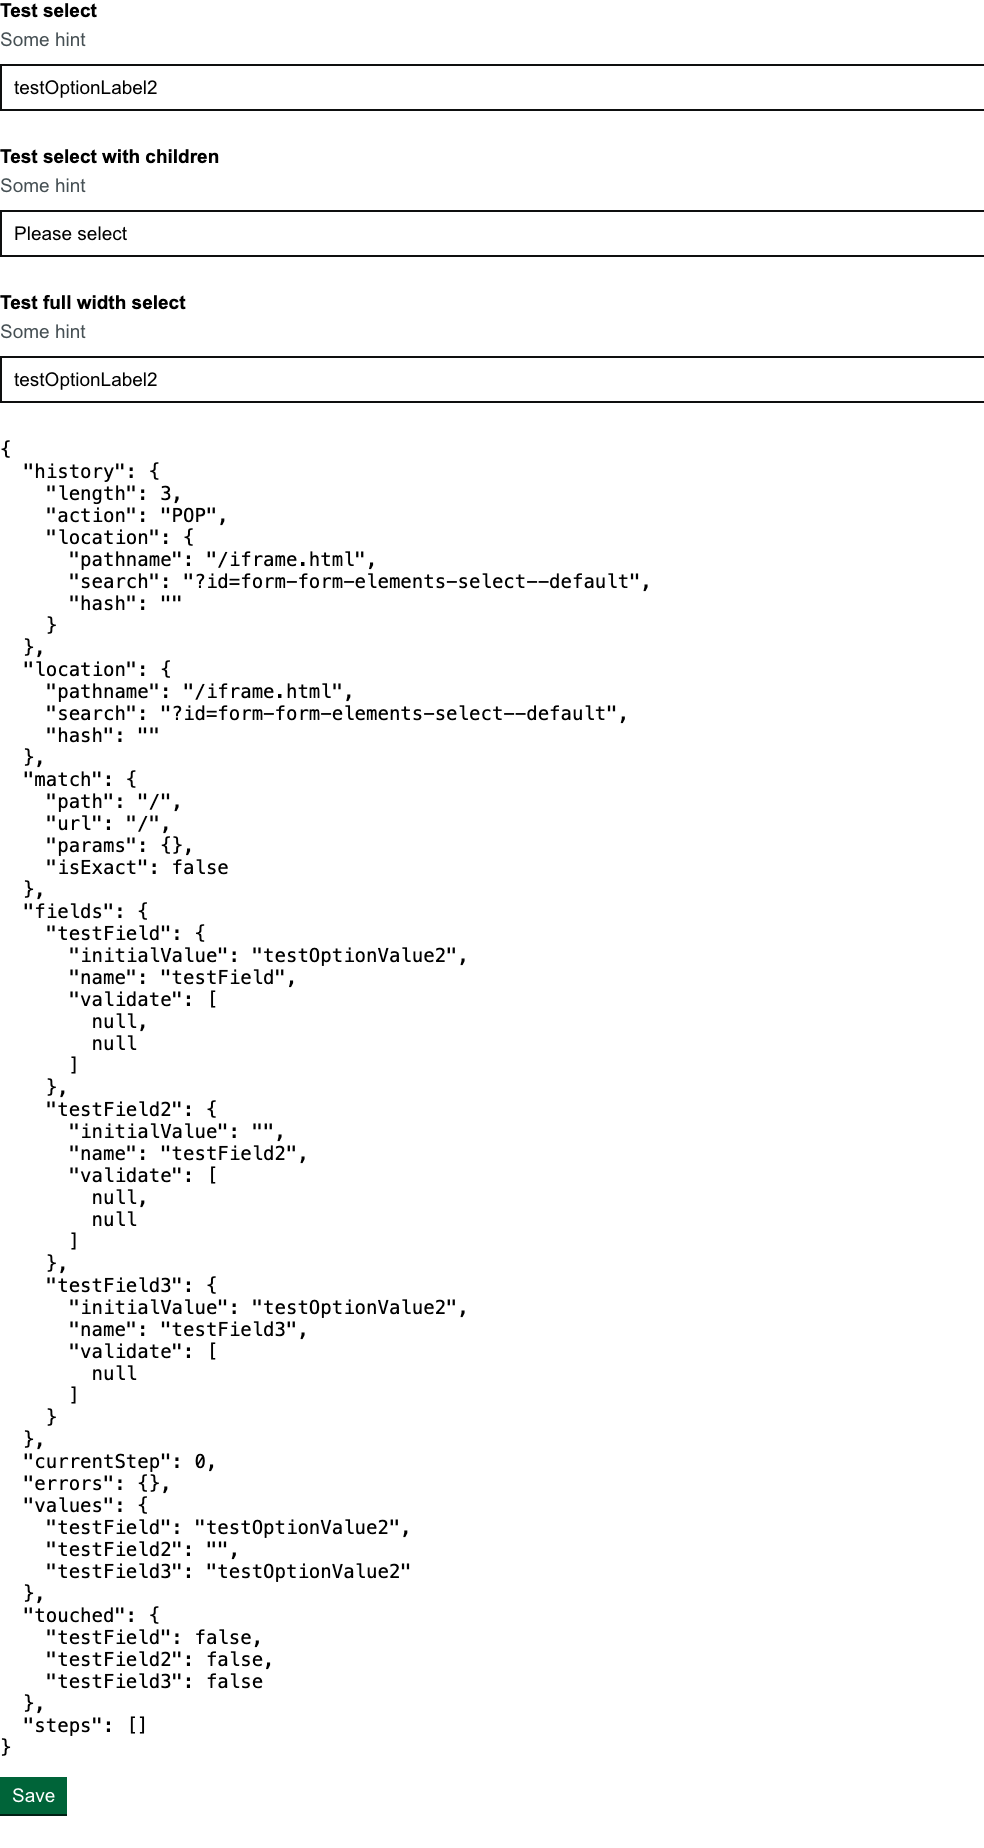 Test select
Some hint
testOptionLabel2
Test select with children
Some hint
Please select
Test full width select
Some hint
testOptionLabel2
{
  "history": {
    "length": 3,
    "action": "POP",
    "location": {
      "pathname": "/iframe.html",
      "search": "?id=form-form-elements-select--default",
      "hash": ""
    }
  },
  "location": {
    "pathname": "/iframe.html",
    "search": "?id=form-form-elements-select--default",
    "hash": ""
  },
  "match": {
    "path": "/",
    "url": "/",
    "params": {},
    "isExact": false
  },
  "fields": {
    "testField": {
      "initialValue": "testOptionValue2",
      "name": "testField",
      "validate": [
        null,
        null
      ]
    },
    "testField2": {
      "initialValue": "",
      "name": "testField2",
      "validate": [
        null,
        null
      ]
    },
    "testField3": {
      "initialValue": "testOptionValue2",
      "name": "testField3",
      "validate": [
        null
      ]
    }
  },
  "currentStep": 0,
  "errors": {},
  "values": {
    "testField": "testOptionValue2",
    "testField2": "",
    "testField3": "testOptionValue2"
  },
  "touched": {
    "testField": false,
    "testField2": false,
    "testField3": false
  },
  "steps": []
}
Save